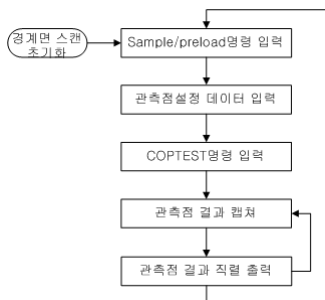 경계면 스캔
초기화
Sample/preload명령 입력
관측점설정 데이터 입력
COPTEST명령 입력
관측점 결과 캡쳐
관측점 결과 직렬 출력